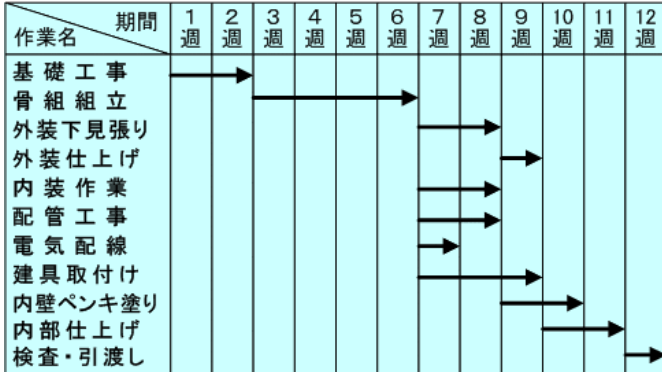 期間 1週 2週 3週 4週 5週 6週 7週 8週 9週 10週 11週 12週
作業名
基礎工事
骨組組立
外装下見張り
外装仕上げ
内装作業
配管工事
電気配線
建具取付け
内壁ペンキ塗り
内部仕上げ
検査・引渡し